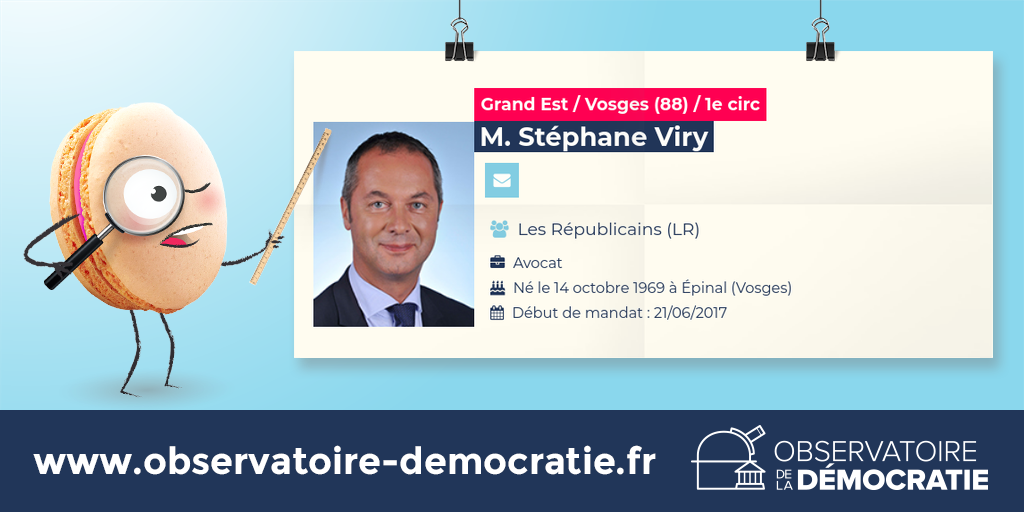 Grand Est / Vosges (88) / 1e circ
M. Stéphane Viry
Les Républicains (LR)
Avocat
Né le 14 octobre 1969 à Épinal (Vosges)
Début de mandat : 21/06/2017
www.observatoire-democratie.fr
OBSERVATOIRE
DE LA DÉMOCRATIE